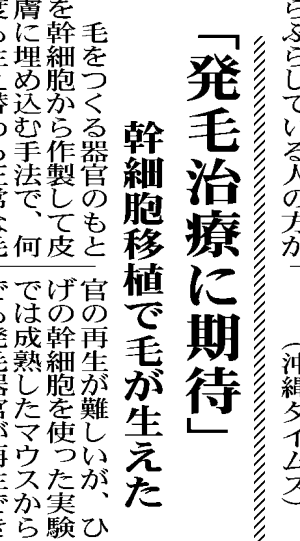 らぶらしている人の方が
(沖縄タイムス)
「発毛治療に期待」
幹細胞移植で毛が生えた
毛をつくる器官のもと
を幹細胞から作製して皮
膚に埋め込む手法で、何
官の再生が難しいが、ひ
げの幹細胞を使った実験
では成熟したマウスから